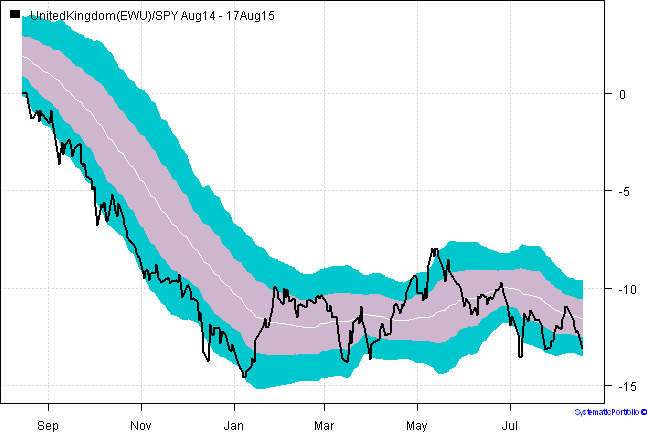 UnitedKingdom(EWU)/SPY Aug14 - 17Aug15
0
-5
-10
-15
SystematicPortfolio ©
Sep Nov Jan Mar May Jul